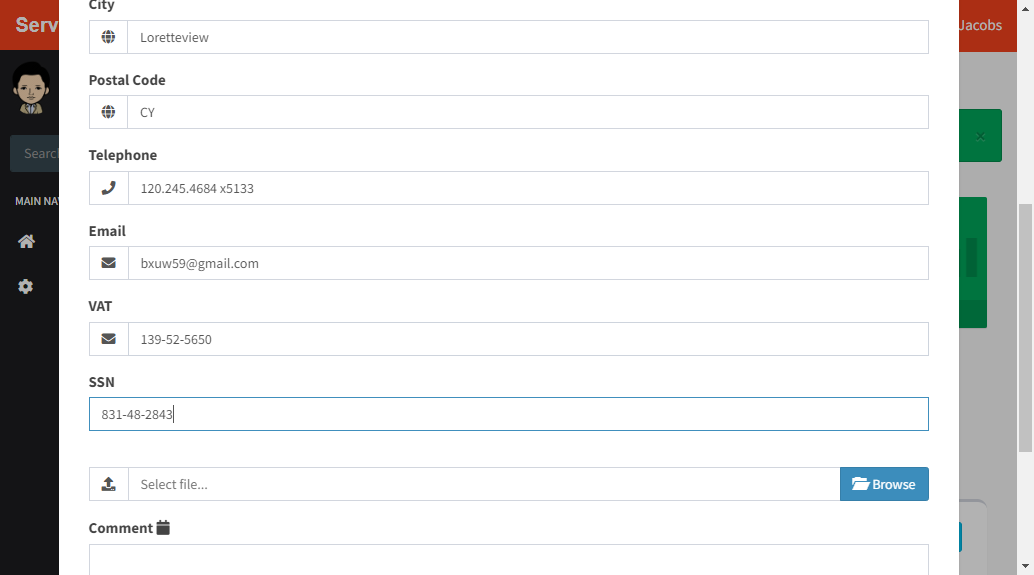 City
Serv
Jacobs
Loretteview
Postal Code
CY
×
Search
Telephone
120.245.4684 x5133
MAIN NA
Email
bxuw59@gmail.com
VAT
139-52-5650
SSN
831-48-2843
Select file...
Browse
Comment